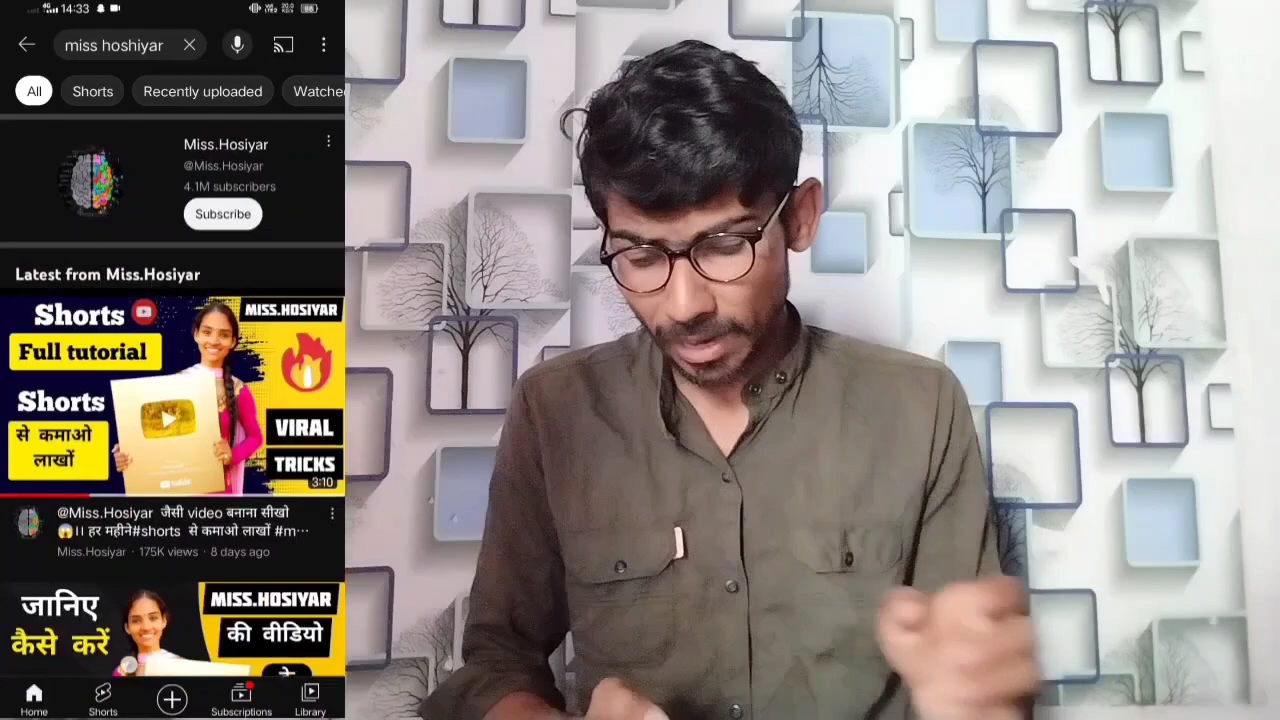 4G 14:33
miss hoshiyar
All Shorts Recently uploaded Watche
Miss.Hosiyar
@Miss.Hosiyar
4.1M subscribers
Subscribe
Latest from Miss.Hosiyar
Shorts
Full tutorial
Shorts
से कमाओ
लाखों
MISS.HOSIYAR
VIRAL
TRICKS
YouTube
3:10
@Miss.Hosiyar जैसी video बनाना सीखो
😱।। हर महीने#shorts से कमाओ लाखों #m...
Miss.Hosiyar · 175K views · 8 days ago
जानिए
कैसे करें
MISS.HOSIYAR
की वीडियो
Home Shorts Subscriptions Library